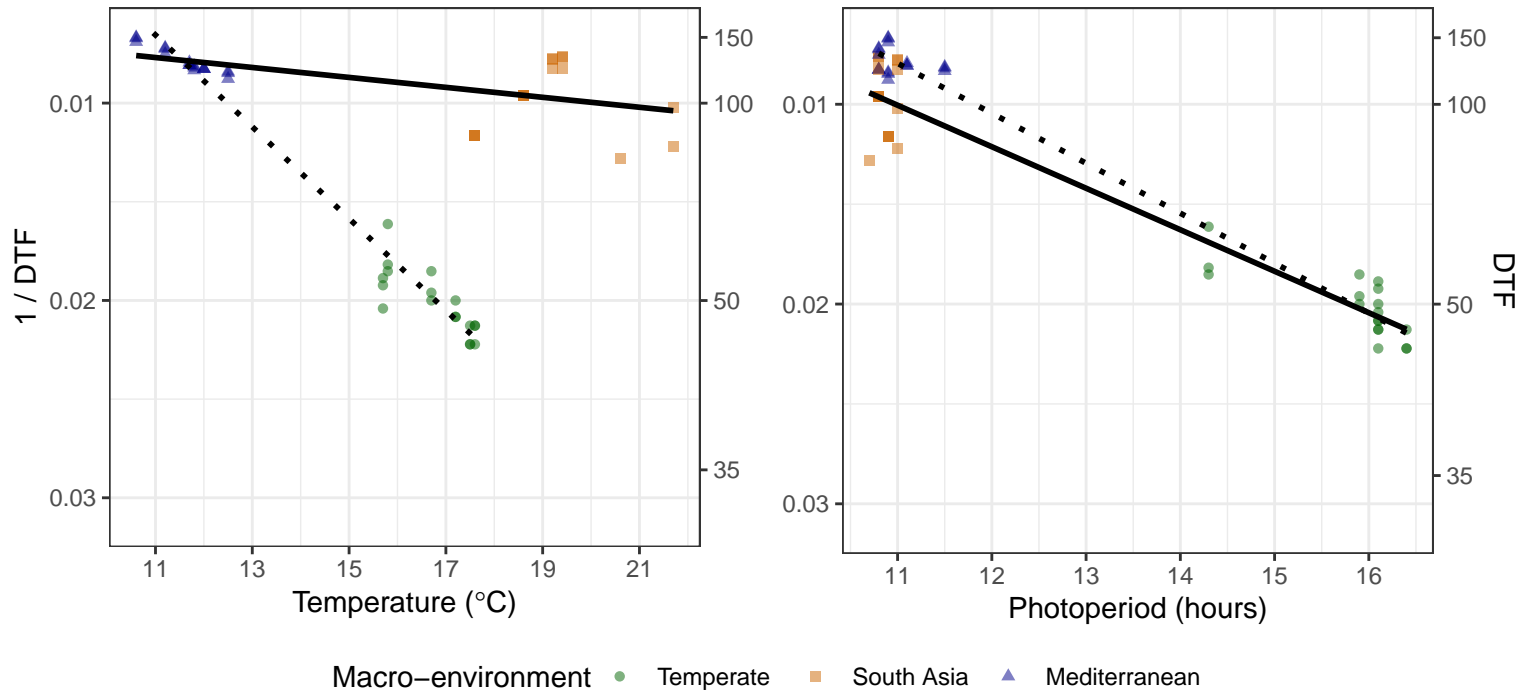 1 / DTF
0.01
0.02
0.03
150
100
50
35
11 13 15 17 19 21
Temperature (°C)
0.01
0.02
0.03
150
100
50
35
DTF
11 12 13 14 15 16
Photoperiod (hours)
Macro−environment Temperate South Asia Mediterranean